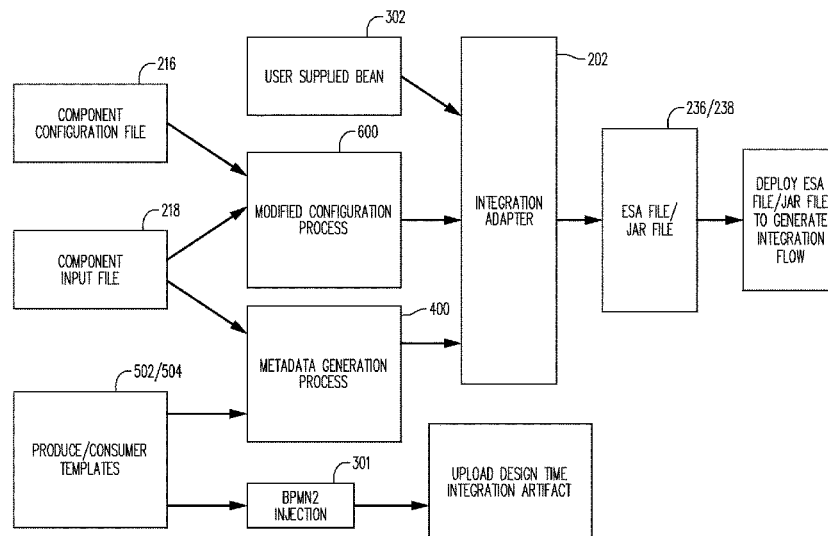 302
USER SUPPLIED BEAN
216
COMPONENT
CONFIGURATION FILE
600
MODIFIED CONFIGURATION
PROCESS
218
COMPONENT
INPUT FILE
400
METADATA GENERATION
PROCESS
502/504
PRODUCE/CONSUMER
TEMPLATES
301
BPMN2
INJECTION
UPLOAD DESIGN TIME
INTEGRATION ARTIFACT
202
INTEGRATION
ADAPTER
236/238
ESA FILE/
JAR FILE
DEPLOY ESA
FILE/JAR FILE
TO GENERATE
INTEGRATION
FLOW